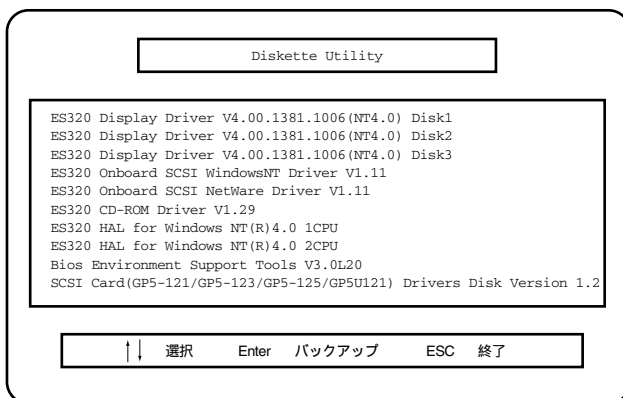 Diskette Utility
ES320 Display Driver V4.00.1381.1006(NT4.0) Disk1
ES320 Display Driver V4.00.1381.1006(NT4.0) Disk2
ES320 Display Driver V4.00.1381.1006(NT4.0) Disk3
ES320 Onboard SCSI WindowsNT Driver V1.11
ES320 Onboard SCSI NetWare Driver V1.11
ES320 CD-ROM Driver V1.29
ES320 HAL for Windows NT(R)4.0 1CPU
ES320 HAL for Windows NT(R)4.0 2CPU
Bios Environment Support Tools V3.0L20
SCSI Card(GP5-121/GP5-123/GP5-125/GP5U121) Drivers Disk Version 1.2
↑↓ 選択 Enter バックアップ ESC 終了